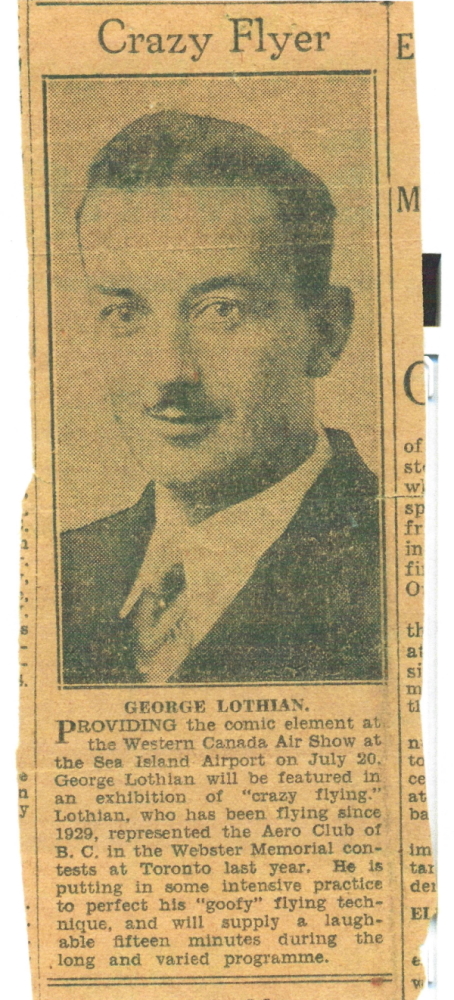 Crazy Flyer
GEORGE LOTHIAN.
PROVIDING the comic element at
the Western Canada Air Show at
the Sea Island Airport on July 20,
George Lothian will be featured in
an exhibition of "crazy flying."
Lothian, who has been flying since
1929, represented the Aero Club of
B. C. in the Webster Memorial con-
tests at Toronto last year. He is
putting in some intensive practice
to perfect his "goofy" flying tech-
nique, and will supply a laugh-
able fifteen minutes during the
long and varied programme.
E
M
of